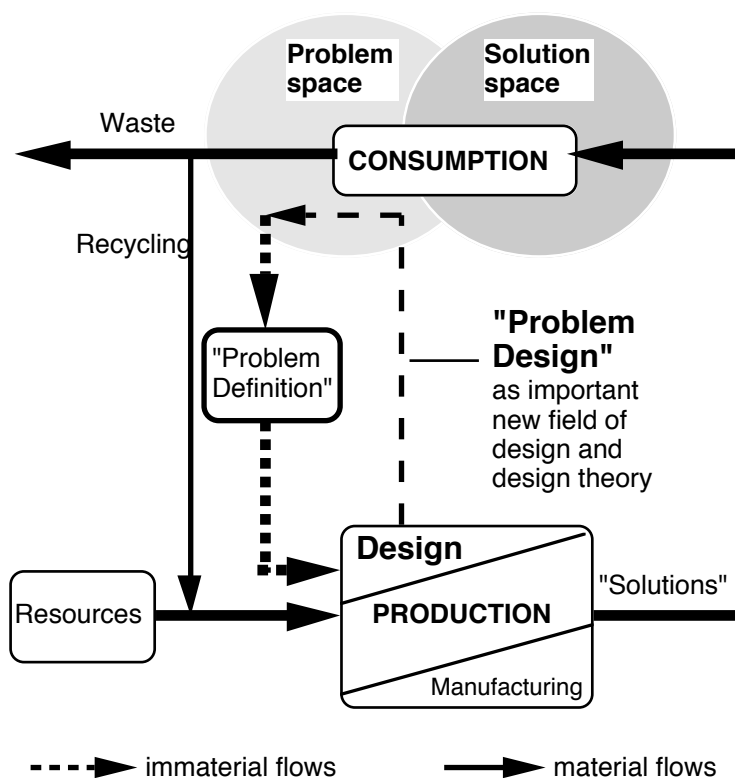 Problem
space
Solution
space
Waste
CONSUMPTION
Recycling
"Problem
Definition"
"Problem
Design"
as important
new field of
design and
design theory
Design
"Solutions"
Resources
PRODUCTION
Manufacturing
immaterial flows
material flows